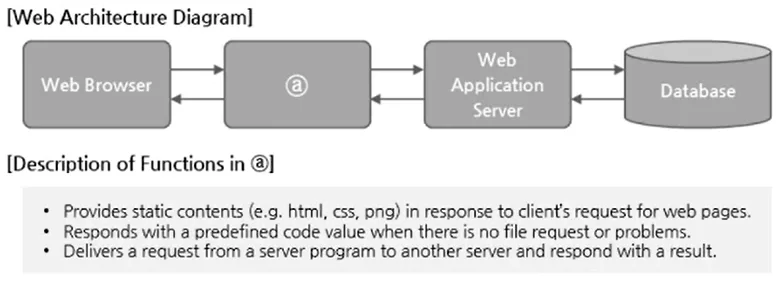 [Web Architecture Diagram]
Web Browser
ⓐ
Web
Application
Server
Database
[Description of Functions in ⓐ]
• Provides static contents (e.g. html, css, png) in response to client's request for web pages.
• Responds with a predefined code value when there is no file request or problems.
• Delivers a request from a server program to another server and respond with a result.